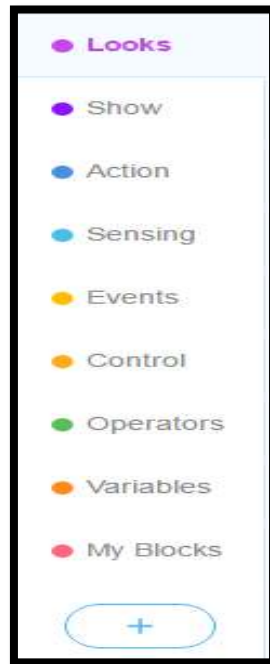 Looks
Show
Action
Sensing
Events
Control
Operators
Variables
My Blocks
+